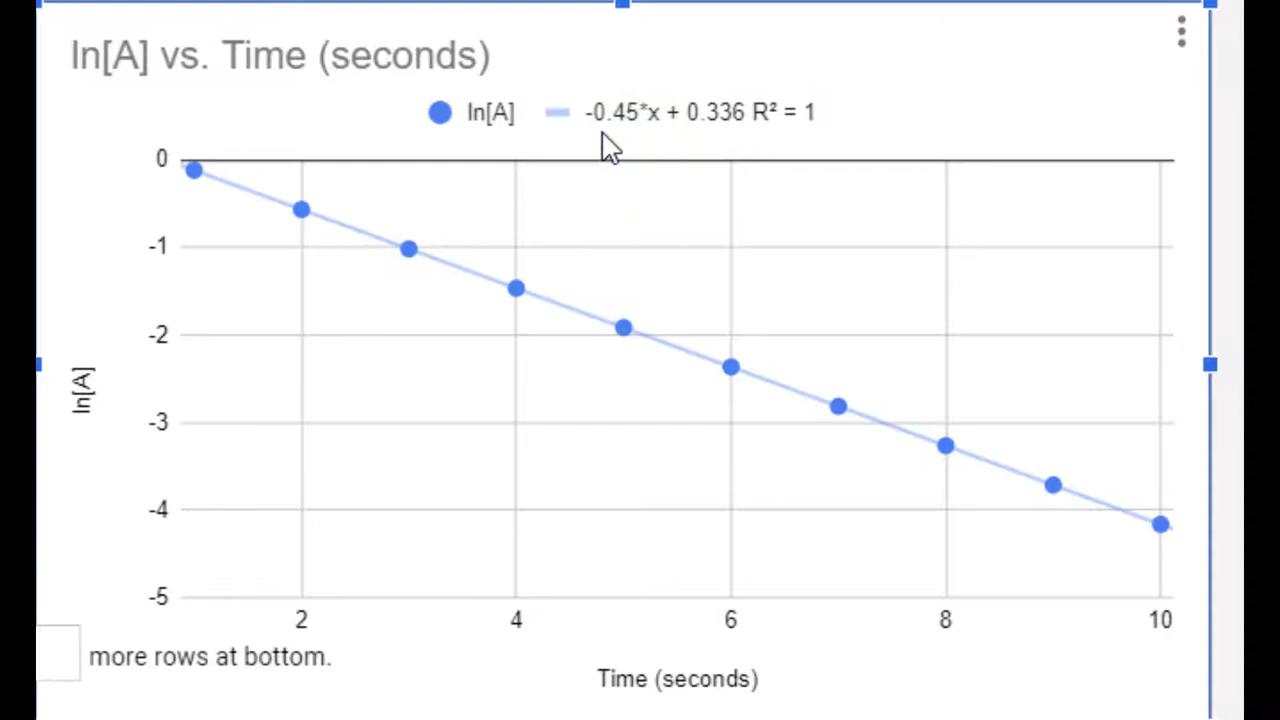 ln[A] vs. Time (seconds)
ln[A] -0.45*x + 0.336 R² = 1
0
-1
-2
-3
-4
-5
ln[A]
2 4 6 8 10
more rows at bottom.
Time (seconds)